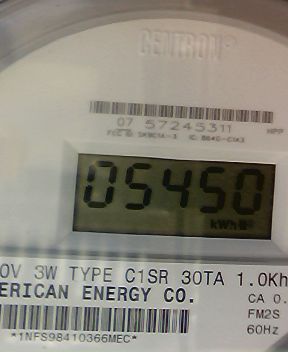 CENTRON®
07 57245311
HPP
05450
kWh
0V 3W TYPE C1SR 30TA 1.0Kh
ERICAN ENERGY CO.
CA 0.
FM2S
60Hz
*1NFS98410366MEC*